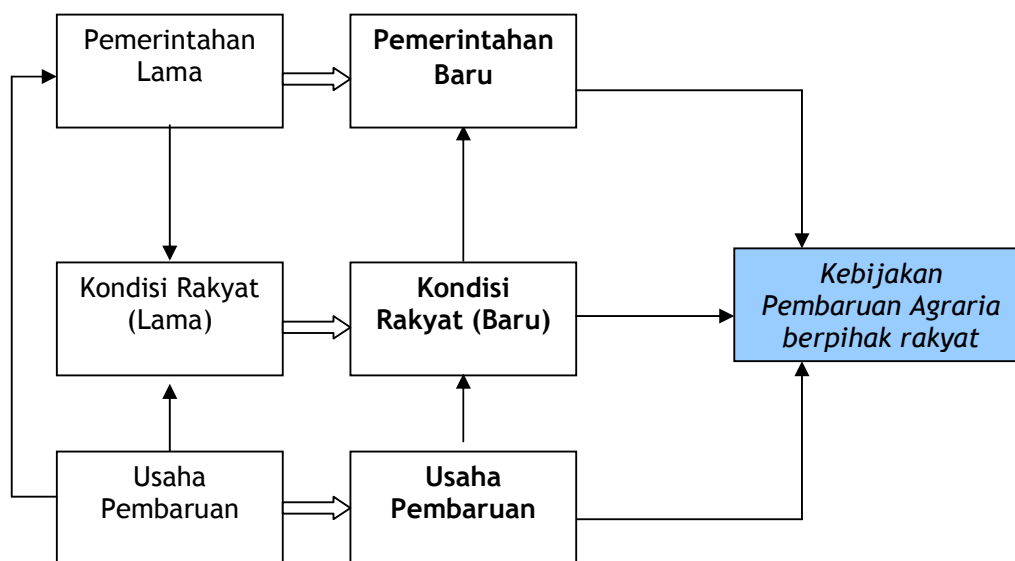 Pemerintahan
Lama
Pemerintahan
Baru
Kondisi Rakyat
(Lama)
Kondisi
Rakyat (Baru)
Kebijakan
Pembaruan Agraria
berpihak rakyat
Usaha
Pembaruan
Usaha
Pembaruan